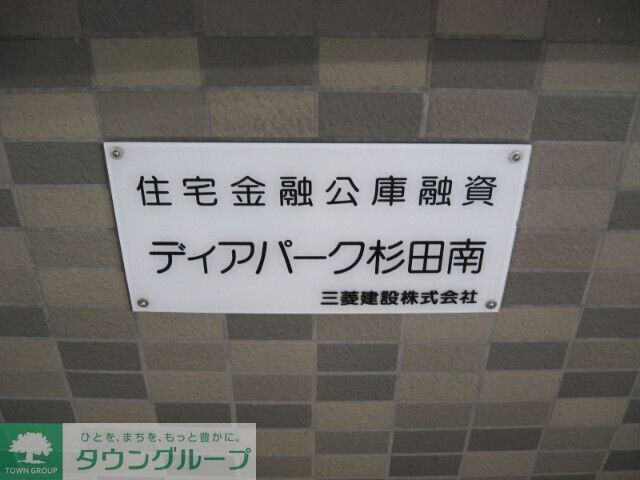 住宅金融公庫融資
ディアパーク杉田南
三菱建設株式会社
ひとを、まちを、もっと豊かに。
TOWN GROUP
タウングループ